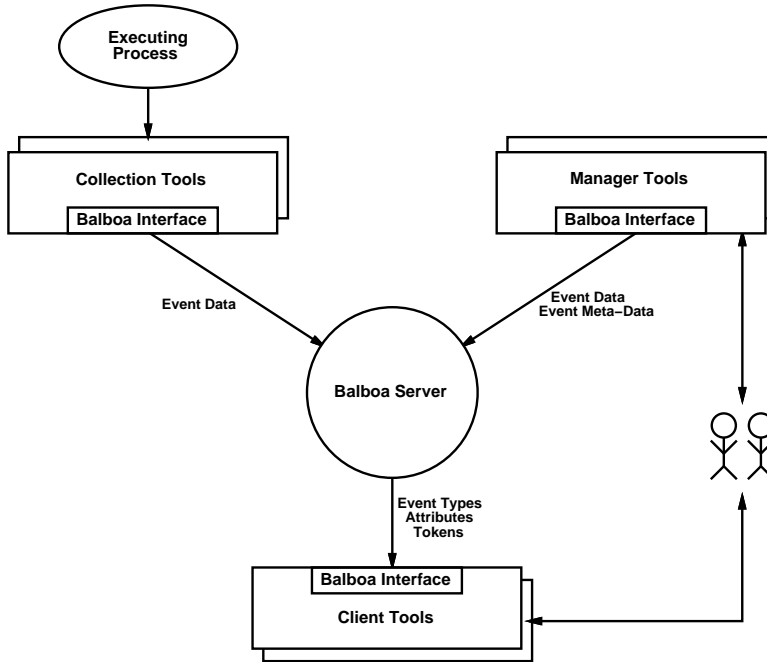 Executing
Process
Collection Tools
Balboa Interface
Manager Tools
Balboa Interface
Event Data
Event Data
Event Meta−Data
Balboa Server
Event Types
Attributes
Tokens
Balboa Interface
Client Tools